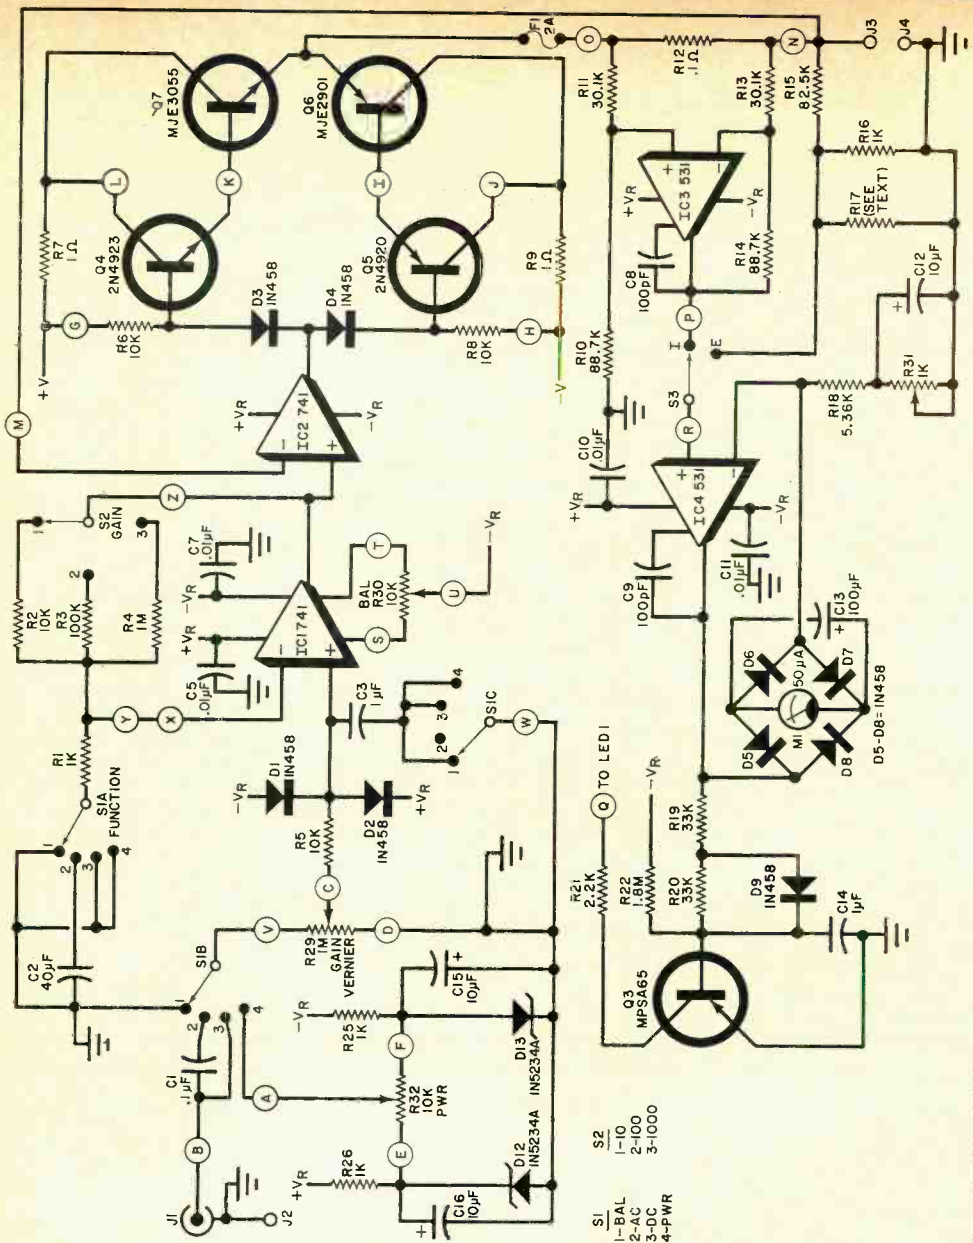 M
+V
G
R7
1Ω
L
Q7
MJE3055
Q4
2N4923
K
R6
10K
D3
1N458
D4
1N458
I
Q6
MJE2901
Q5
2N4920
J
R8
10K
H
R9
1Ω
-V
F1
2A
O
R11
30.1K
R12
.1Ω
R13
30.1K
N
R15
82.5K
J3
J4
R16
1K
R17
(SEE
TEXT)
C12
10µF
+
R31
1K
R18
5.36K
+VR
IC2 741
-VR
-
+
Z
1
S2
GAIN
2
3
R2
10K
R3
100K
R4
1M
C7
.01µF
-VR
+VR
C5
.01µF
IC1 741
-
+
T
BAL
R30
10K
S
U
-VR
Y
X
R1
1K
S1A
FUNCTION
1
2
3
4
C2
40µF
C3
1µF
1
2
3
4
S1C
W
D1
1N458
-VR
D2
1N458
+VR
R5
10K
C
V
R29
1M
GAIN
VERNIER
D
S1B
1
2
3
4
C1
.1µF
B
J1
J2
A
-VR
R25
1K
F
C15
10µF
+
R32
10K
PWR
E
D13
1N5234A
D12
1N5234A
+VR
R26
1K
C16
10µF
+
+VR
IC3 531
-VR
+
-
C8
100pF
R14
88.7K
R10
88.7K
P
I
E
S3
R
C10
.01µF
+VR
IC4 531
+
-
-VR
C9
100pF
C11
.01µF
C13
100µF
+
D6
D7
D5
D8
M1
50µA
D5-D8=1N458
Q TO LED1
R21
2.2K
-VR
R22
1.8M
R19
33K
R20
33K
D9
1N458
C14
1µF
Q3
MPSA65
S1
1-BAL
2-AC
3-DC
4-PWR
S2
1-10
2-100
3-1000